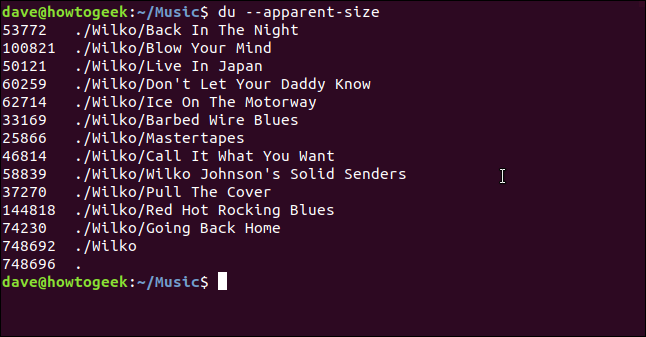 dave@howtogeek:~/Music$ du --apparent-size
53772 ./Wilko/Back In The Night
100821 ./Wilko/Blow Your Mind
50121 ./Wilko/Live In Japan
60259 ./Wilko/Don't Let Your Daddy Know
62714 ./Wilko/Ice On The Motorway
33169 ./Wilko/Barbed Wire Blues
25866 ./Wilko/Mastertapes
46814 ./Wilko/Call It What You Want
58839 ./Wilko/Wilko Johnson's Solid Senders
37270 ./Wilko/Pull The Cover
144818 ./Wilko/Red Hot Rocking Blues
74230 ./Wilko/Going Back Home
748692 ./Wilko
748696 .
dave@howtogeek:~/Music$